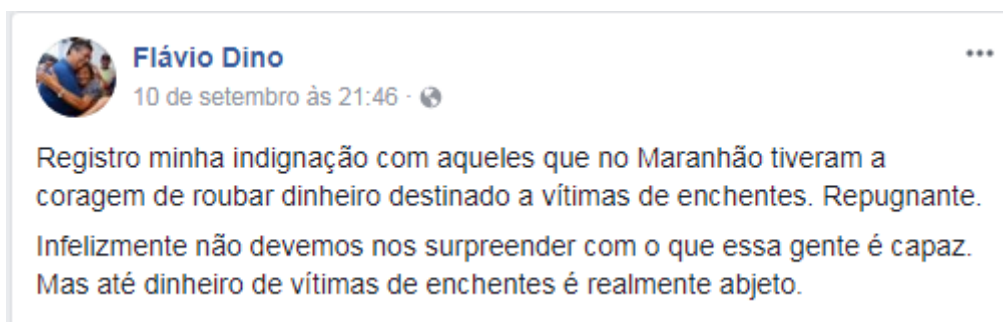 Flávio Dino
10 de setembro às 21:46 ·
Registro minha indignação com aqueles que no Maranhão tiveram a
coragem de roubar dinheiro destinado a vítimas de enchentes. Repugnante.
Infelizmente não devemos nos surpreender com o que essa gente é capaz.
Mas até dinheiro de vítimas de enchentes é realmente abjeto.